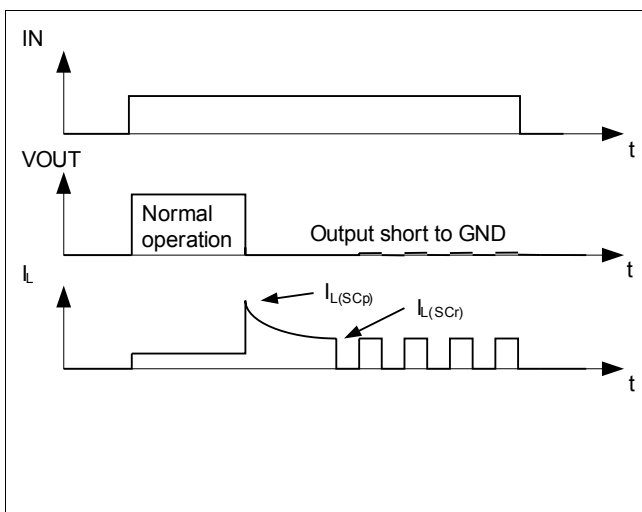 IN
t
VOUT
Normal
operation
Output short to GND
t
IL
IL(SCp)
IL(SCr)
t